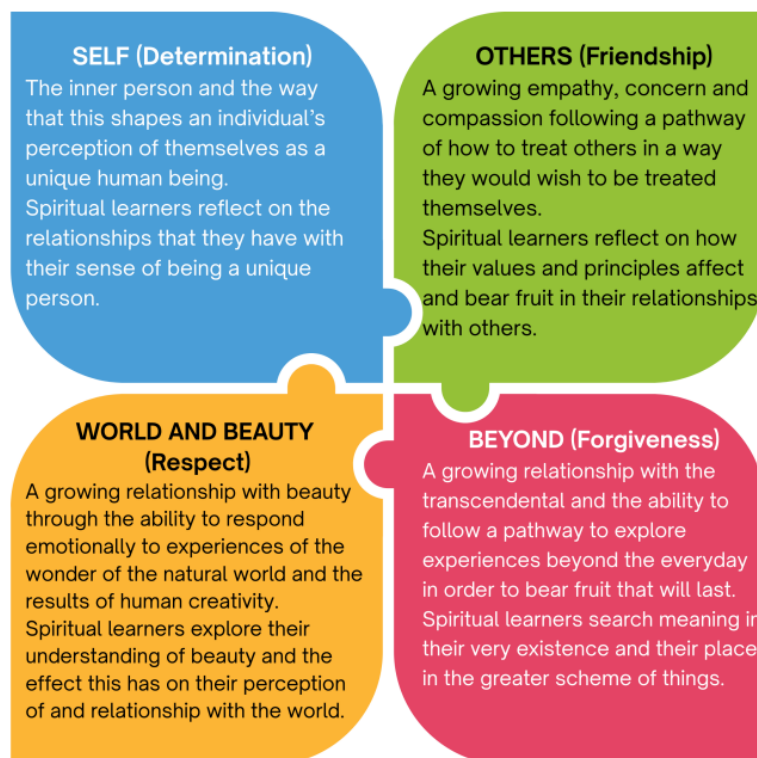 SELF (Determination)
The inner person and the way
that this shapes an individual's
perception of themselves as a
unique human being.
Spiritual learners reflect on the
relationships that they have with
their sense of being a unique
person.
OTHERS (Friendship)
A growing empathy, concern and
compassion following a pathway
of how to treat others in a way
they would wish to be treated
themselves.
Spiritual learners reflect on how
their values and principles affect
and bear fruit in their relationships
with others.
WORLD AND BEAUTY
(Respect)
A growing relationship with beauty
through the ability to respond
emotionally to experiences of the
wonder of the natural world and the
results of human creativity.
Spiritual learners explore their
understanding of beauty and the
effect this has on their perception
of and relationship with the world.
BEYOND (Forgiveness)
A growing relationship with the
transcendental and the ability to
follow a pathway to explore
experiences beyond the everyday
in order to bear fruit that will last.
Spiritual learners search meaning in
their very existence and their place
in the greater scheme of things.